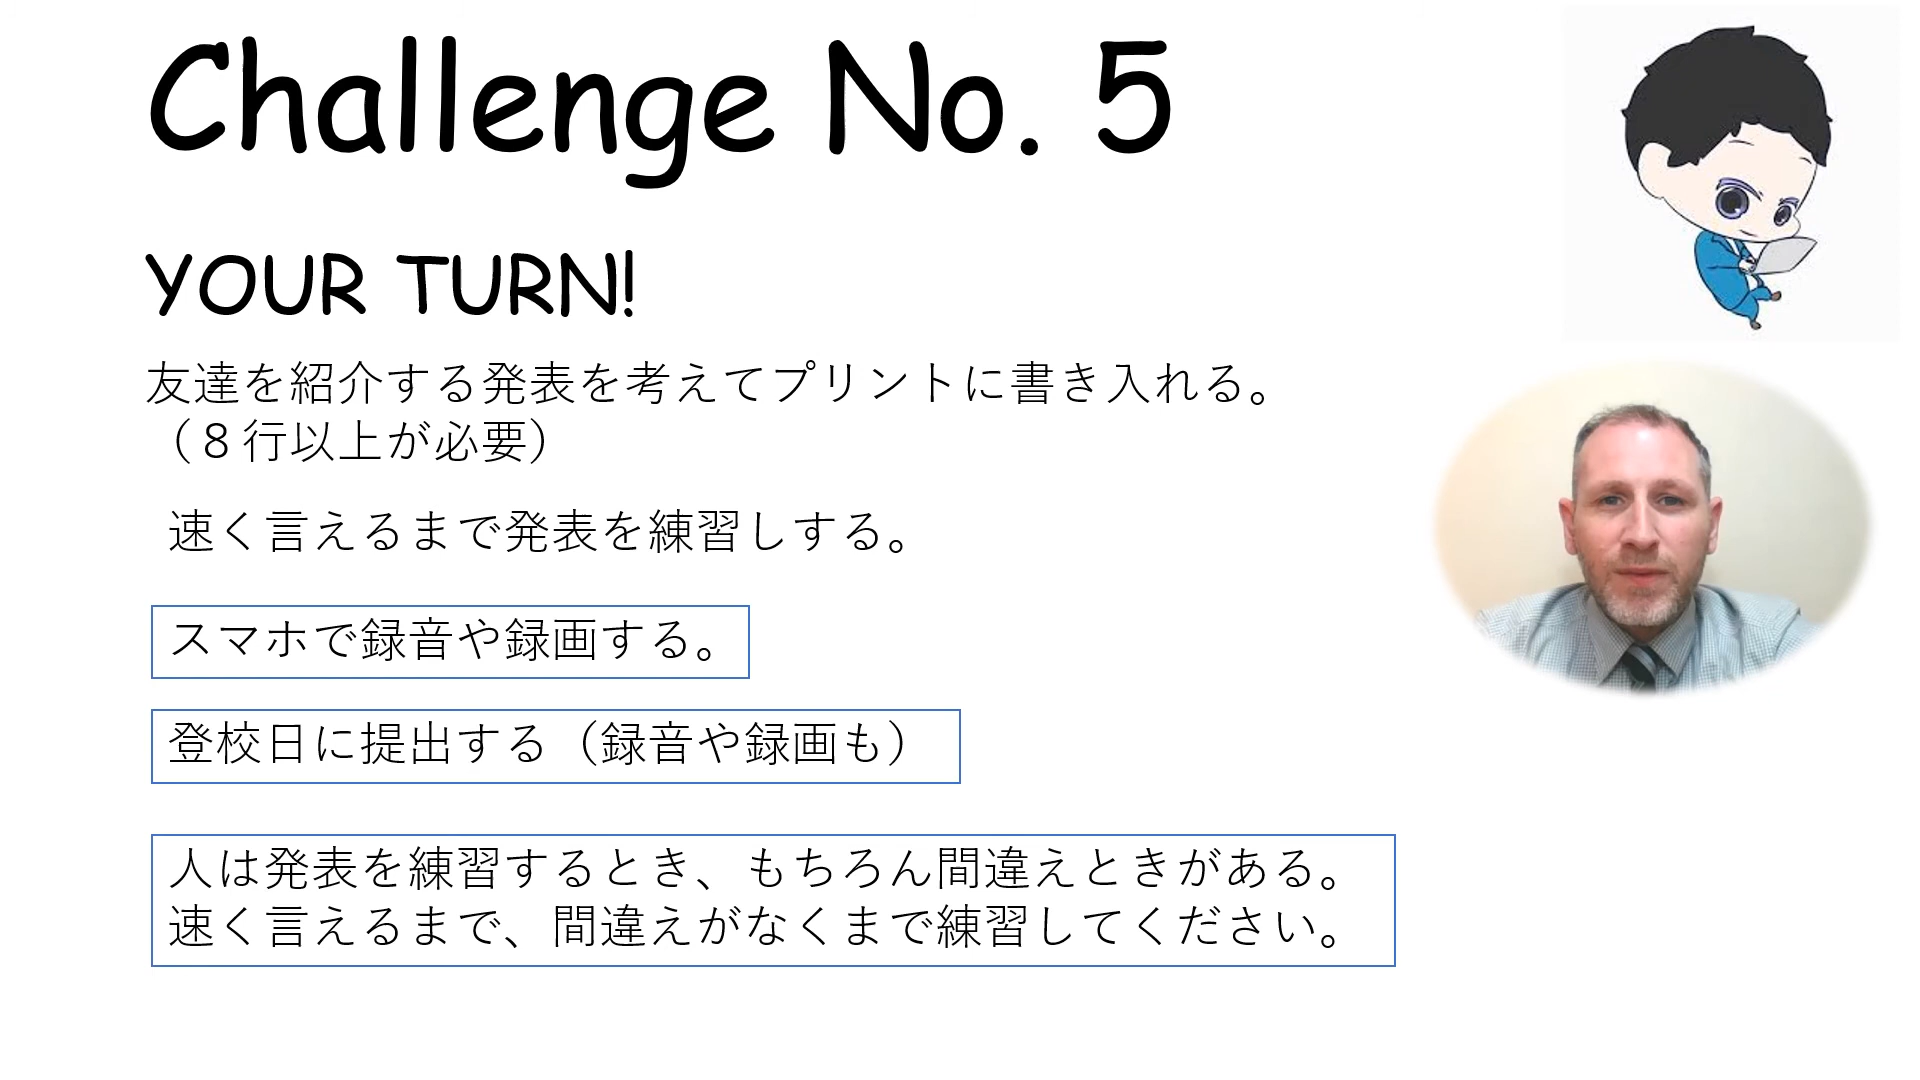 Challenge No. 5
YOUR TURN!
友達を紹介する発表を考えてプリントに書き入れる。
（８行以上が必要）
速く言えるまで発表を練習しする。
スマホで録音や録画する。
登校日に提出する（録音や録画も）
人は発表を練習するとき、もちろん間違えときがある。
速く言えるまで、間違えがなくまで練習してください。